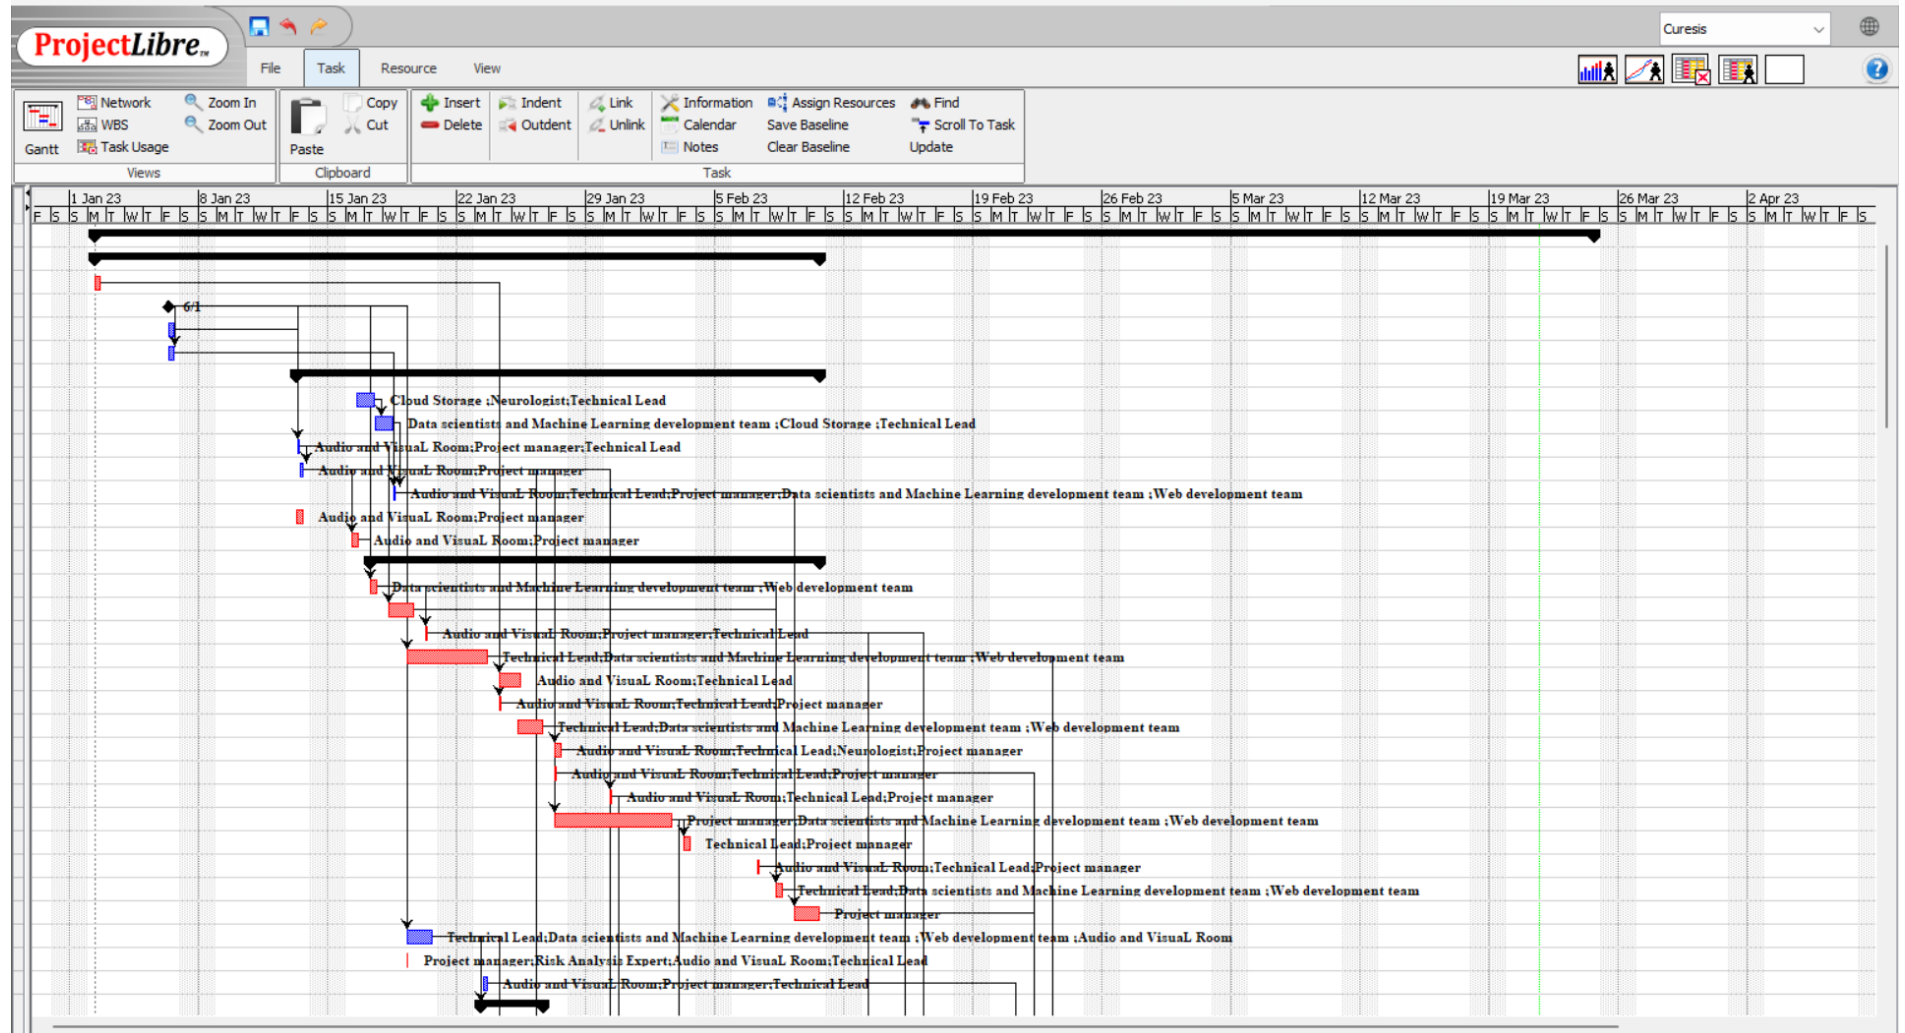 ProjectLibre™
Curesis
File Task Resource View
Network Zoom In Copy Insert Indent Link Information Assign Resources Find
WBS Zoom Out Cut Delete Outdent Unlink Calendar Save Baseline Scroll To Task
Gantt Task Usage Paste Notes Clear Baseline Update
Views Clipboard Task
1 Jan 23 8 Jan 23 15 Jan 23 22 Jan 23 29 Jan 23 5 Feb 23 12 Feb 23 19 Feb 23 26 Feb 23 5 Mar 23 12 Mar 23 19 Mar 23 26 Mar 23 2 Apr 23
F S S M T W T F S S M T W T F S S M T W T F S S M T W T F S S M T W T F S S M T W T F S S M T W T F S S M T W T F S S M T W T F S S M T W T F S S M T W T F S S M T W T F S S M T W T F S S M T W T F S
6/1
Cloud Storage ;Neurologist;Technical Lead
Data scientists and Machine Learning development team ;Cloud Storage ;Technical Lead
Audio and VisuaL Room;Project manager;Technical Lead
Audio and VisuaL Room;Project manager
Audio and VisuaL Room;Technical Lead;Project manager;Data scientists and Machine Learning development team ;Web development team
Audio and VisuaL Room;Project manager
Audio and VisuaL Room;Project manager
Data scientists and Machine Learning development team ;Web development team
Audio and VisuaL Room;Project manager;Technical Lead
Technical Lead;Data scientists and Machine Learning development team ;Web development team
Audio and VisuaL Room;Technical Lead
Audio and VisuaL Room;Technical Lead;Project manager
Technical Lead;Data scientists and Machine Learning development team ;Web development team
Audio and VisuaL Room;Technical Lead;Neurologist;Project manager
Audio and VisuaL Room;Technical Lead;Project manager
Audio and VisuaL Room;Technical Lead;Project manager
Project manager;Data scientists and Machine Learning development team ;Web development team
Technical Lead;Project manager
Audio and VisuaL Room;Technical Lead;Project manager
Technical Lead;Data scientists and Machine Learning development team ;Web development team
Project manager
Technical Lead;Data scientists and Machine Learning development team ;Web development team ;Audio and VisuaL Room
Project manager;Risk Analysis Expert;Audio and VisuaL Room;Technical Lead
Audio and VisuaL Room;Project manager;Technical Lead